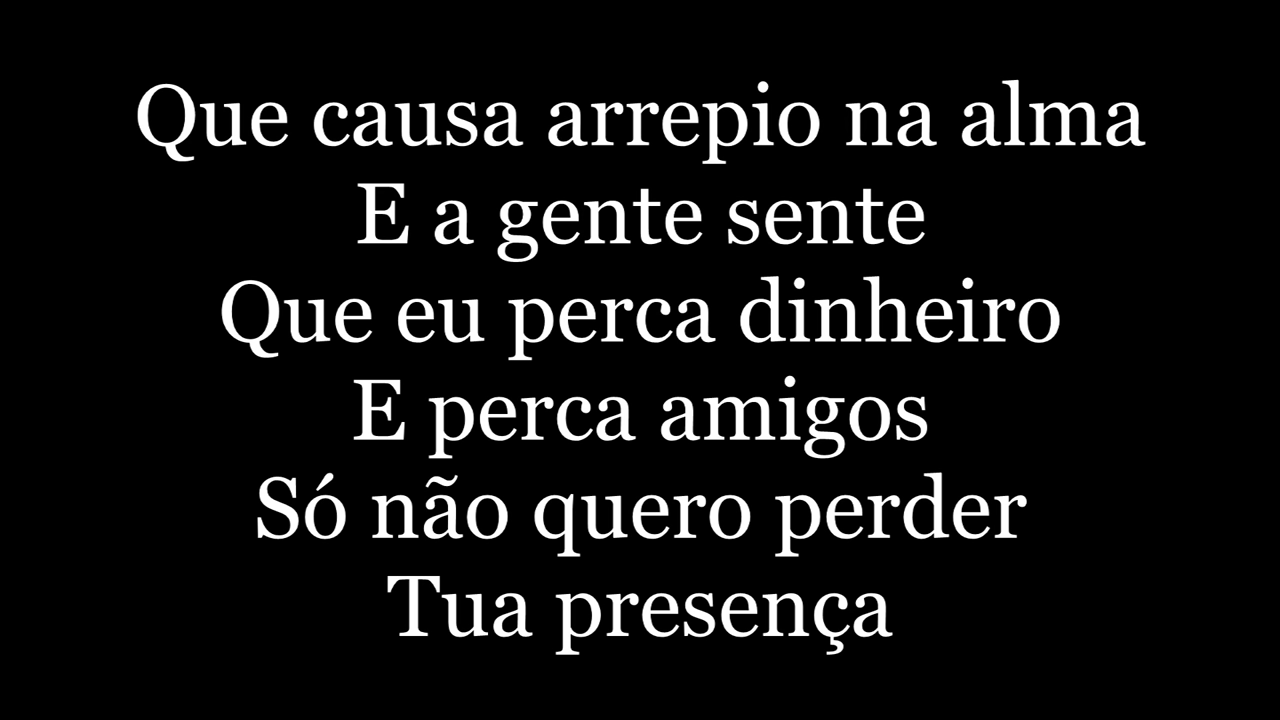 Que causa arrepio na alma
E a gente sente
Que eu perca dinheiro
E perca amigos
Só não quero perder
Tua presença